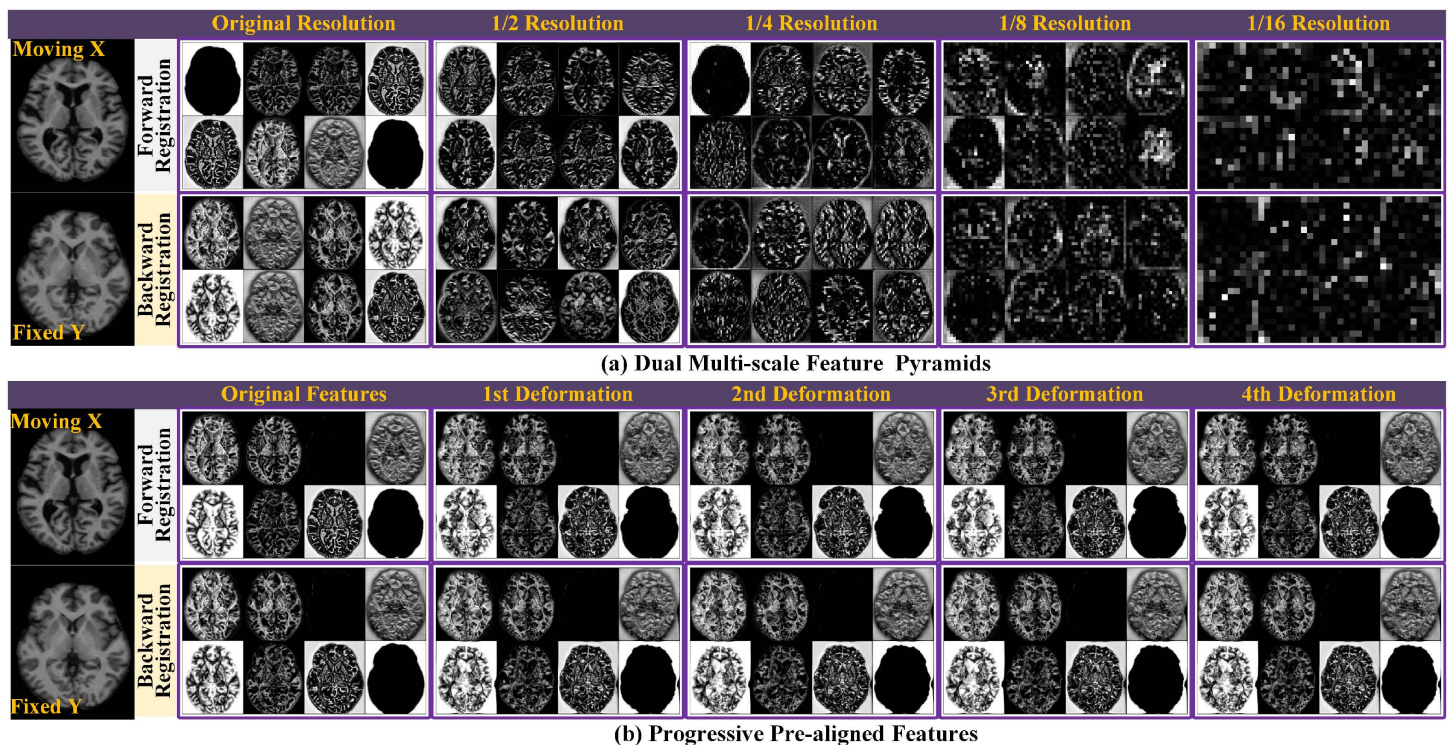 Original Resolution 1/2 Resolution 1/4 Resolution 1/8 Resolution 1/16 Resolution
Moving X
Forward
Registration
Backward
Registration
Fixed Y
(a) Dual Multi-scale Feature Pyramids
Original Features 1st Deformation 2nd Deformation 3rd Deformation 4th Deformation
Moving X
Forward
Registration
Backward
Registration
Fixed Y
(b) Progressive Pre-aligned Features